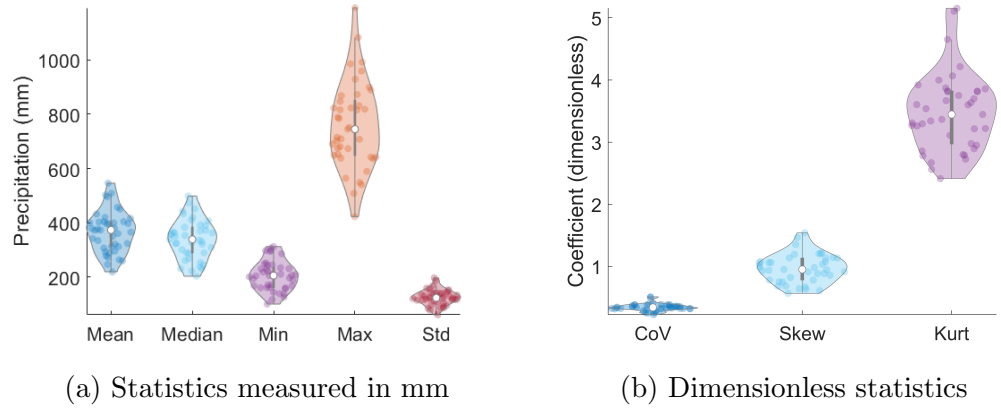 Precipitation (mm)
1000
800
600
400
200
Mean Median Min Max Std
(a) Statistics measured in mm
Coefficient (dimensionless)
5
4
3
2
1
CoV Skew Kurt
(b) Dimensionless statistics